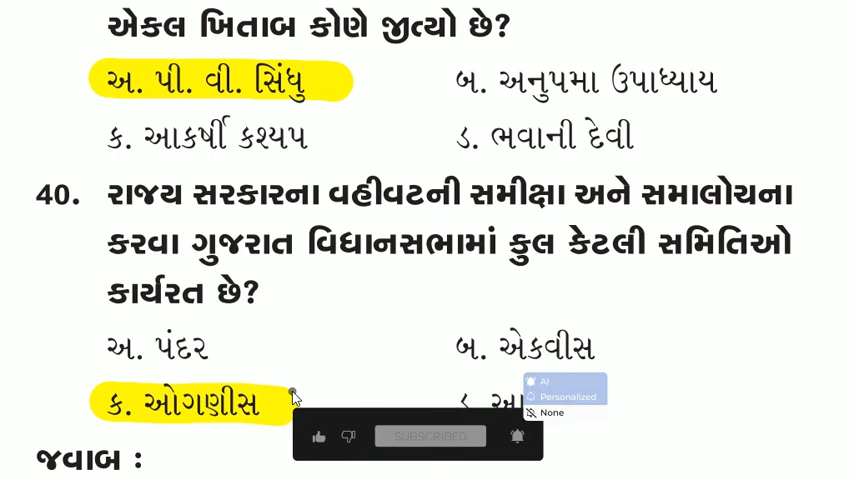 એકલ ખિતાબ કોણે જીત્યો છે?
અ. પી. વી. સિંધુ બ. અનુપમા ઉપાધ્યાય
ક. આકર્ષી કશ્યપ ડ. ભવાની દેવી
40. રાજ્ય સરકારના વહીવટની સમીક્ષા અને સમાલોચના
કરવા ગુજરાત વિધાનસભામાં કુલ કેટલી સમિતિઓ
કાર્યરત છે?
અ. પંદર બ. એકવીસ
ક. ઓગણીસ ડ.
Al
Personalized
None
SUBSCRIBED
જવાબ :